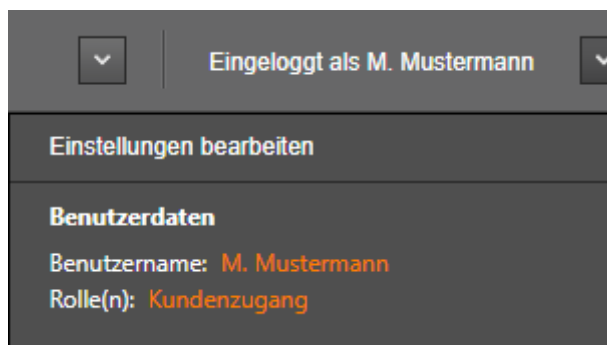 Eingeloggt als M. Mustermann
Einstellungen bearbeiten
Benutzerdaten
Benutzername: M. Mustermann
Rolle(n): Kundenzugang